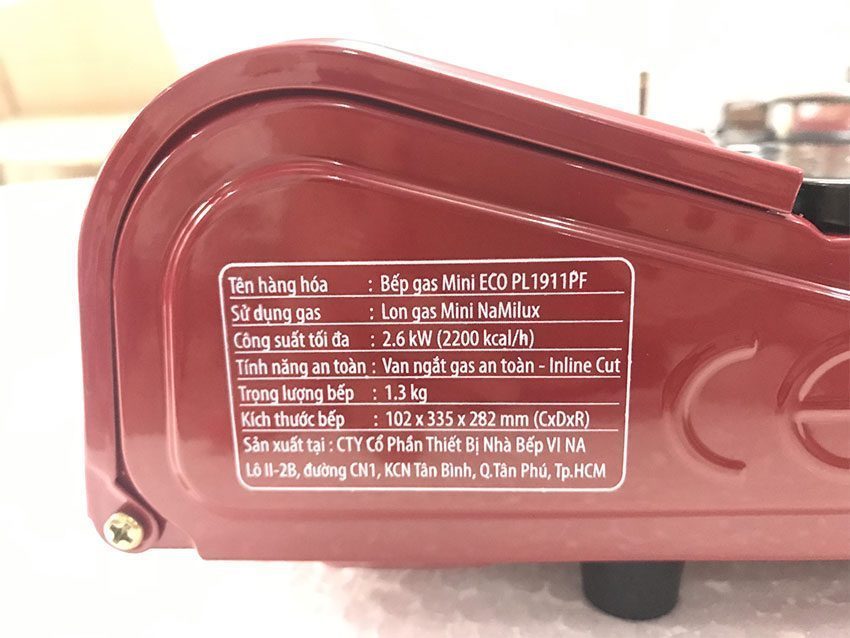 Tên hàng hóa : Bếp gas Mini ECO PL1911PF
Sử dụng gas : Lon gas Mini NaMilux
Công suất tối đa : 2.6 kW (2200 kcal/h)
Tính năng an toàn : Van ngắt gas an toàn - Inline Cut
Trọng lượng bếp : 1.3 kg
Kích thước bếp : 102 x 335 x 282 mm (CxDxR)
Sản xuất tại : CTY Cổ Phần Thiết Bị Nhà Bếp VI NA
Lô II-2B, đường CN1, KCN Tân Bình, Q.Tân Phú, Tp.HCM